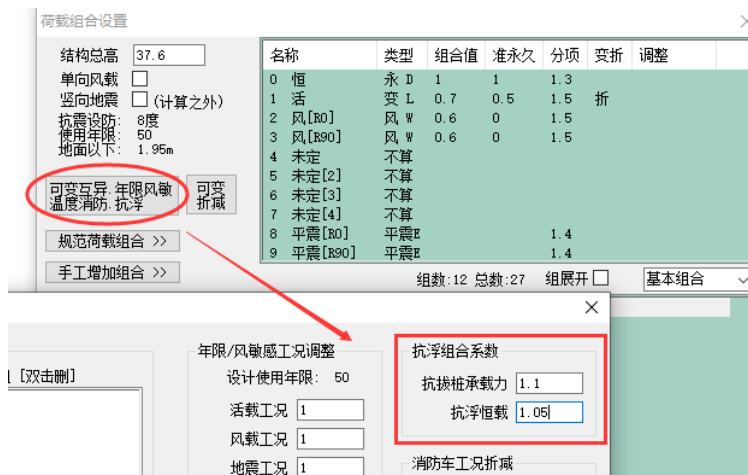 荷载组合设置
结构总高 37.6
单向风载
竖向地震 (计算之外)
抗震设防: 8度
使用年限: 50
地面以下: 1.95m
可变互异.年限风敏
温度消防.抗浮
可变
折减
规范荷载组合 >>
手工增加组合 >>
名称 类型 组合值 准永久 分项 变折 调整
0 恒 永 D 1 1 1.3
1 活 变 L 0.7 0.5 1.5 折
2 风[R0] 风 W 0.6 0 1.5
3 风[R90] 风 W 0.6 0 1.5
4 未定 不算
5 未定[2] 不算
6 未定[3] 不算
7 未定[4] 不算
8 平震[R0] 平震E 1.4
9 平震[R90] 平震E 1.4
组数:12 总数:27 组展开 基本组合
[双击删]
年限/风敏感工况调整
设计使用年限: 50
活载工况 1
风载工况 1
地震工况 1
抗浮组合系数
抗拔桩承载力 1.1
抗浮恒载 1.05
消防车工况折减